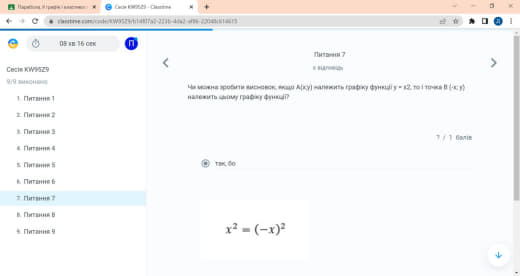 Парабола, її графік і властивост
Сесія KW95Z9 - Classtime
classtime.com/code/KW95Z9/b14f07a2-223b-4da2-af86-22048c614615
08 хв 16 сек
П
Д
Сесія KW95Z9
9/9 виконано
1. Питання 1
2. Питання 2
3. Питання 3
4. Питання 4
5. Питання 5
6. Питання 6
7. Питання 7
8. Питання 8
9. Питання 9
Питання 7
є відповідь
Чи можна зробити висновок, якщо A(x;y) належить графіку функції y = x2, то і точка B (-x; y)
належить цьому графіку функції?
? / 1 балів
так, бо
x² = (−x)²